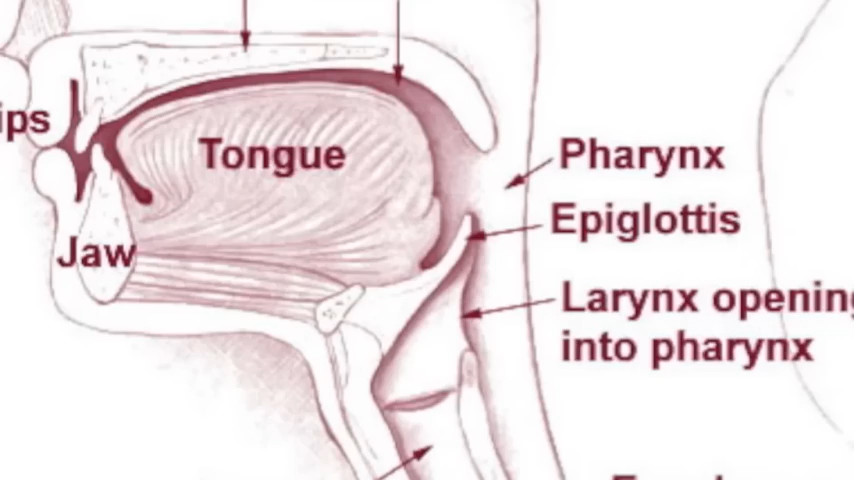 ips
Tongue
Pharynx
Epiglottis
Jaw
Larynx opening
into pharynx